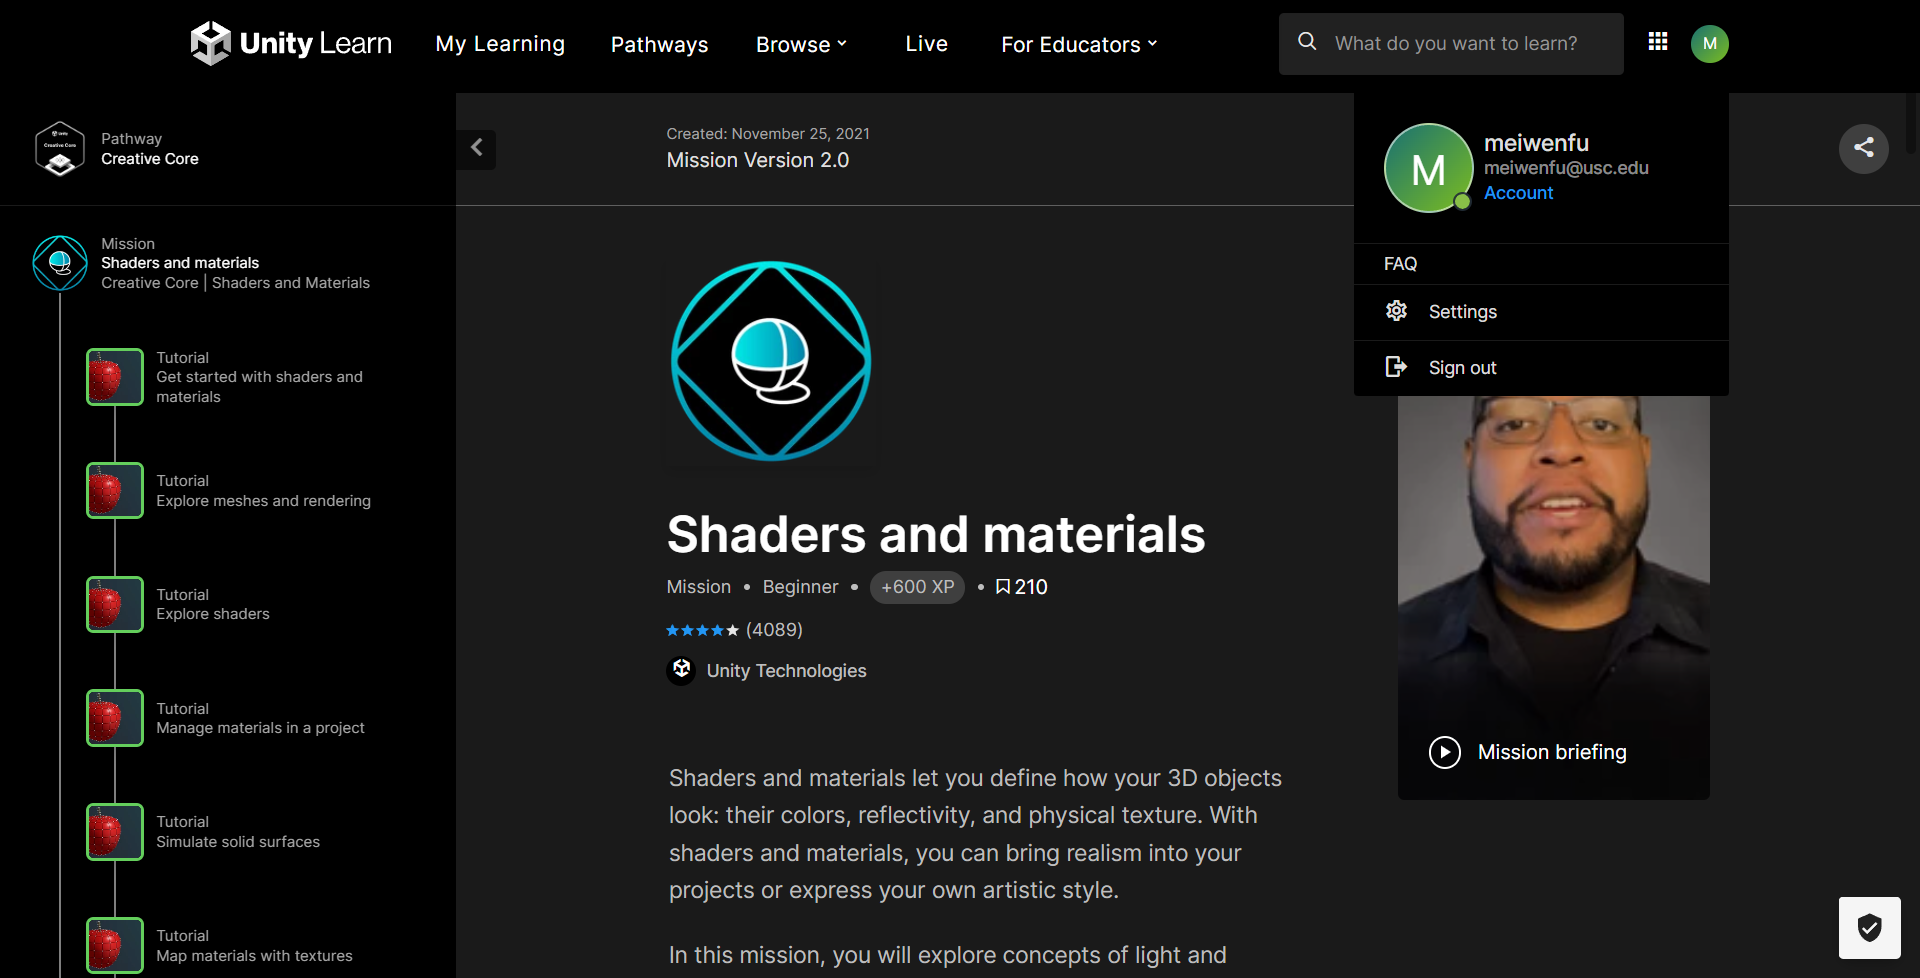 Unity Learn
My Learning
Pathways
Browse
Live
For Educators
What do you want to learn?
M
Pathway
Creative Core
Mission
Shaders and materials
Creative Core | Shaders and Materials
Tutorial
Get started with shaders and
materials
Tutorial
Explore meshes and rendering
Tutorial
Explore shaders
Tutorial
Manage materials in a project
Tutorial
Simulate solid surfaces
Tutorial
Map materials with textures
Created: November 25, 2021
Mission Version 2.0
M
meiwenfu
meiwenfu@usc.edu
Account
FAQ
Settings
Sign out
Shaders and materials
Mission • Beginner • +600 XP • 210
(4089)
Unity Technologies
Mission briefing
Shaders and materials let you define how your 3D objects
look: their colors, reflectivity, and physical texture. With
shaders and materials, you can bring realism into your
projects or express your own artistic style.
In this mission, you will explore concepts of light and